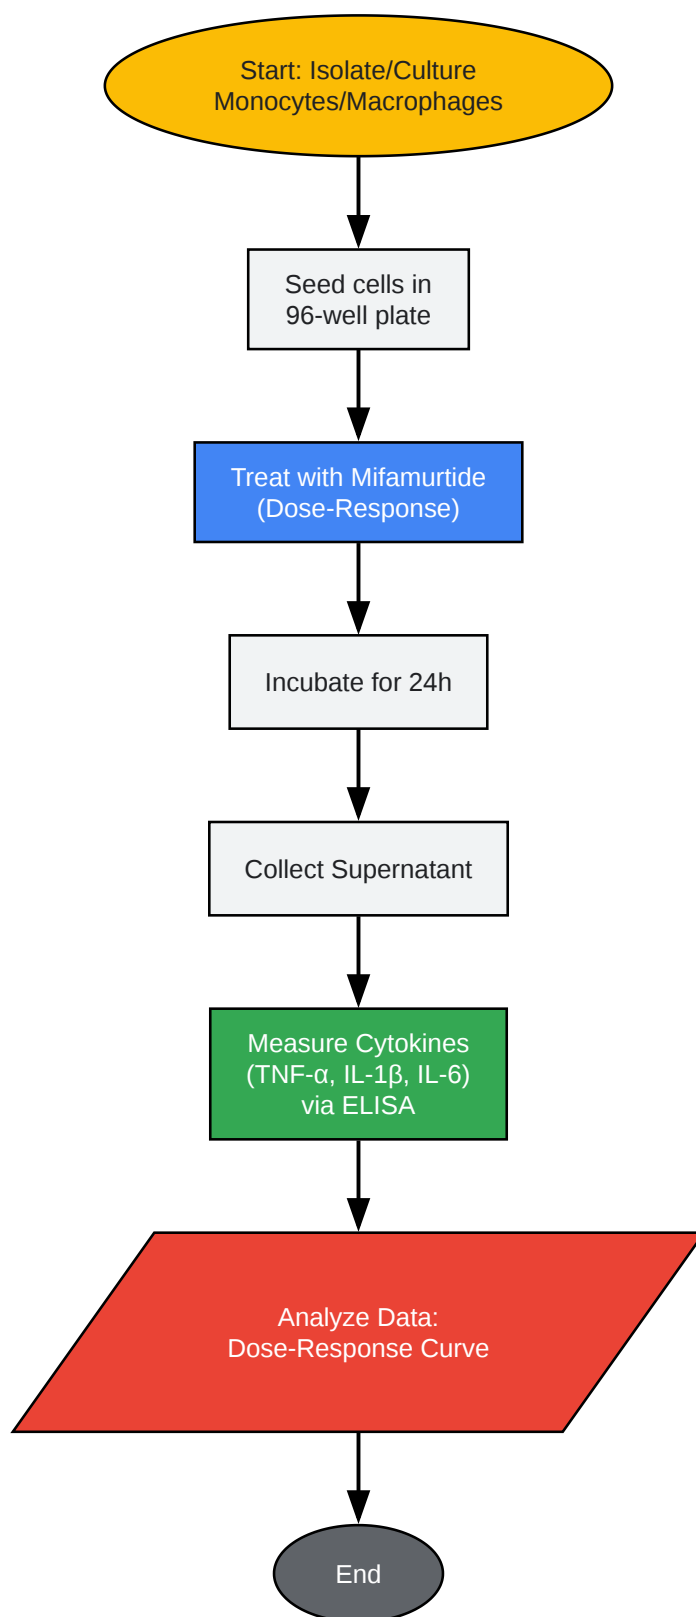 Start: Isolate/Culture
Monocytes/Macrophages
Seed cells in
96-well plate
Treat with Mifamurtide
(Dose-Response)
Incubate for 24h
Collect Supernatant
Measure Cytokines
(TNF-α, IL-1β, IL-6)
via ELISA
Analyze Data:
Dose-Response Curve
End